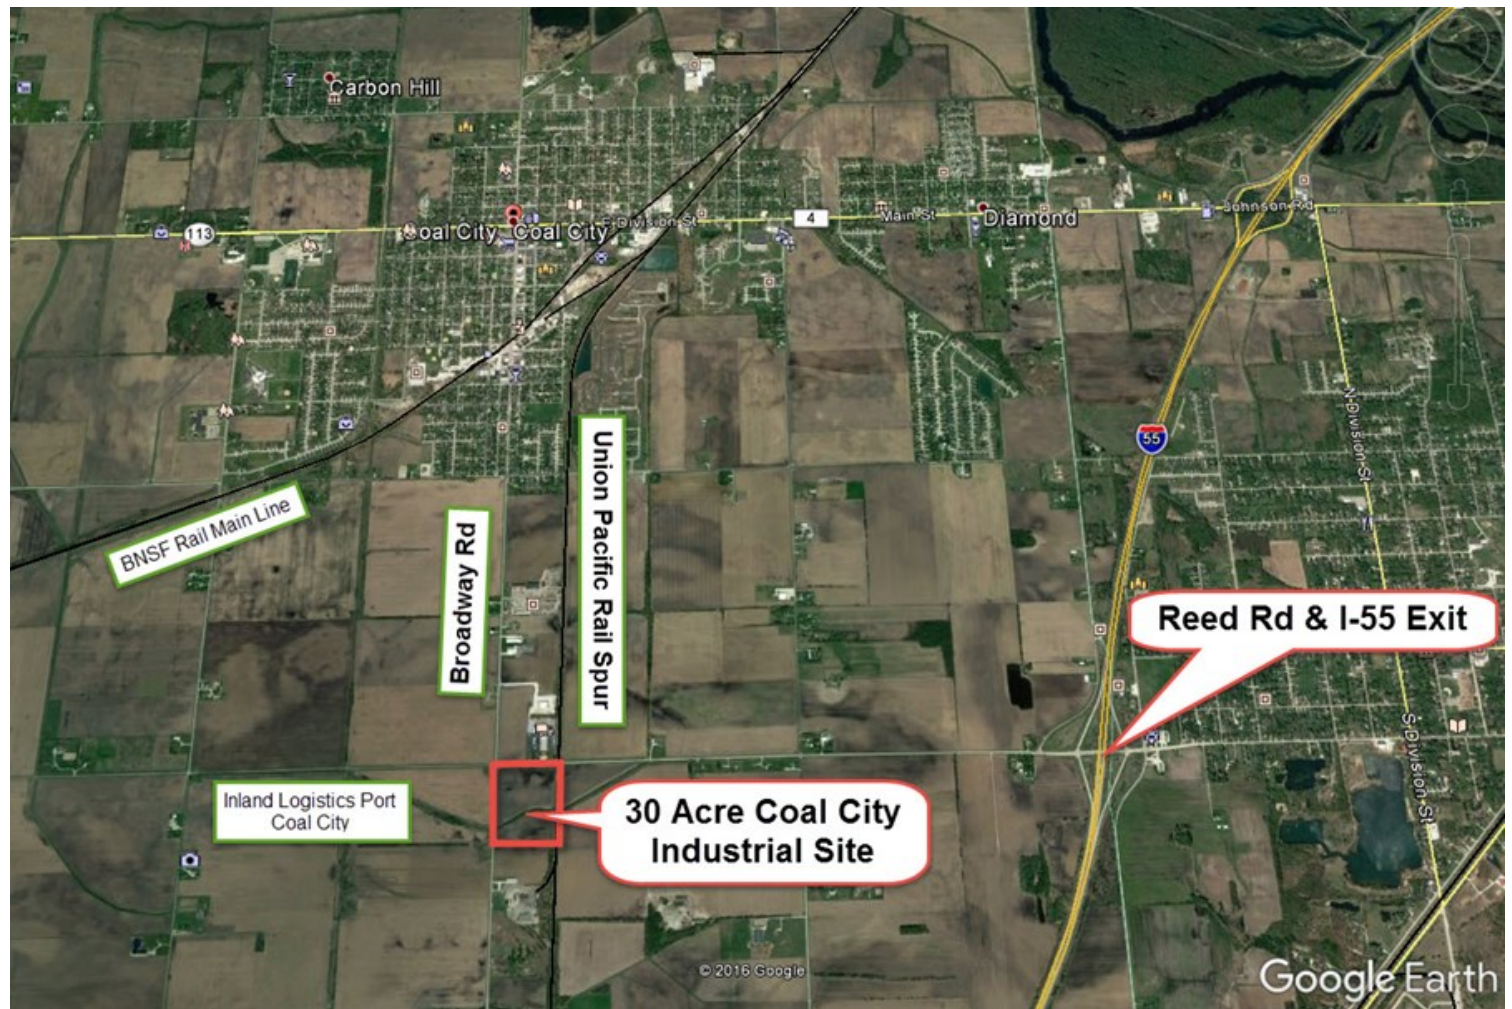 Carbon Hill
113
Coal City
Coal City
E Division St
4
Main St
Diamond
Johnson Rd
55
N Division St
BNSF Rail Main Line
Broadway Rd
Union Pacific Rail Spur
Reed Rd & I-55 Exit
S Division St
Inland Logistics Port
Coal City
30 Acre Coal City
Industrial Site
© 2016 Google
Google Earth